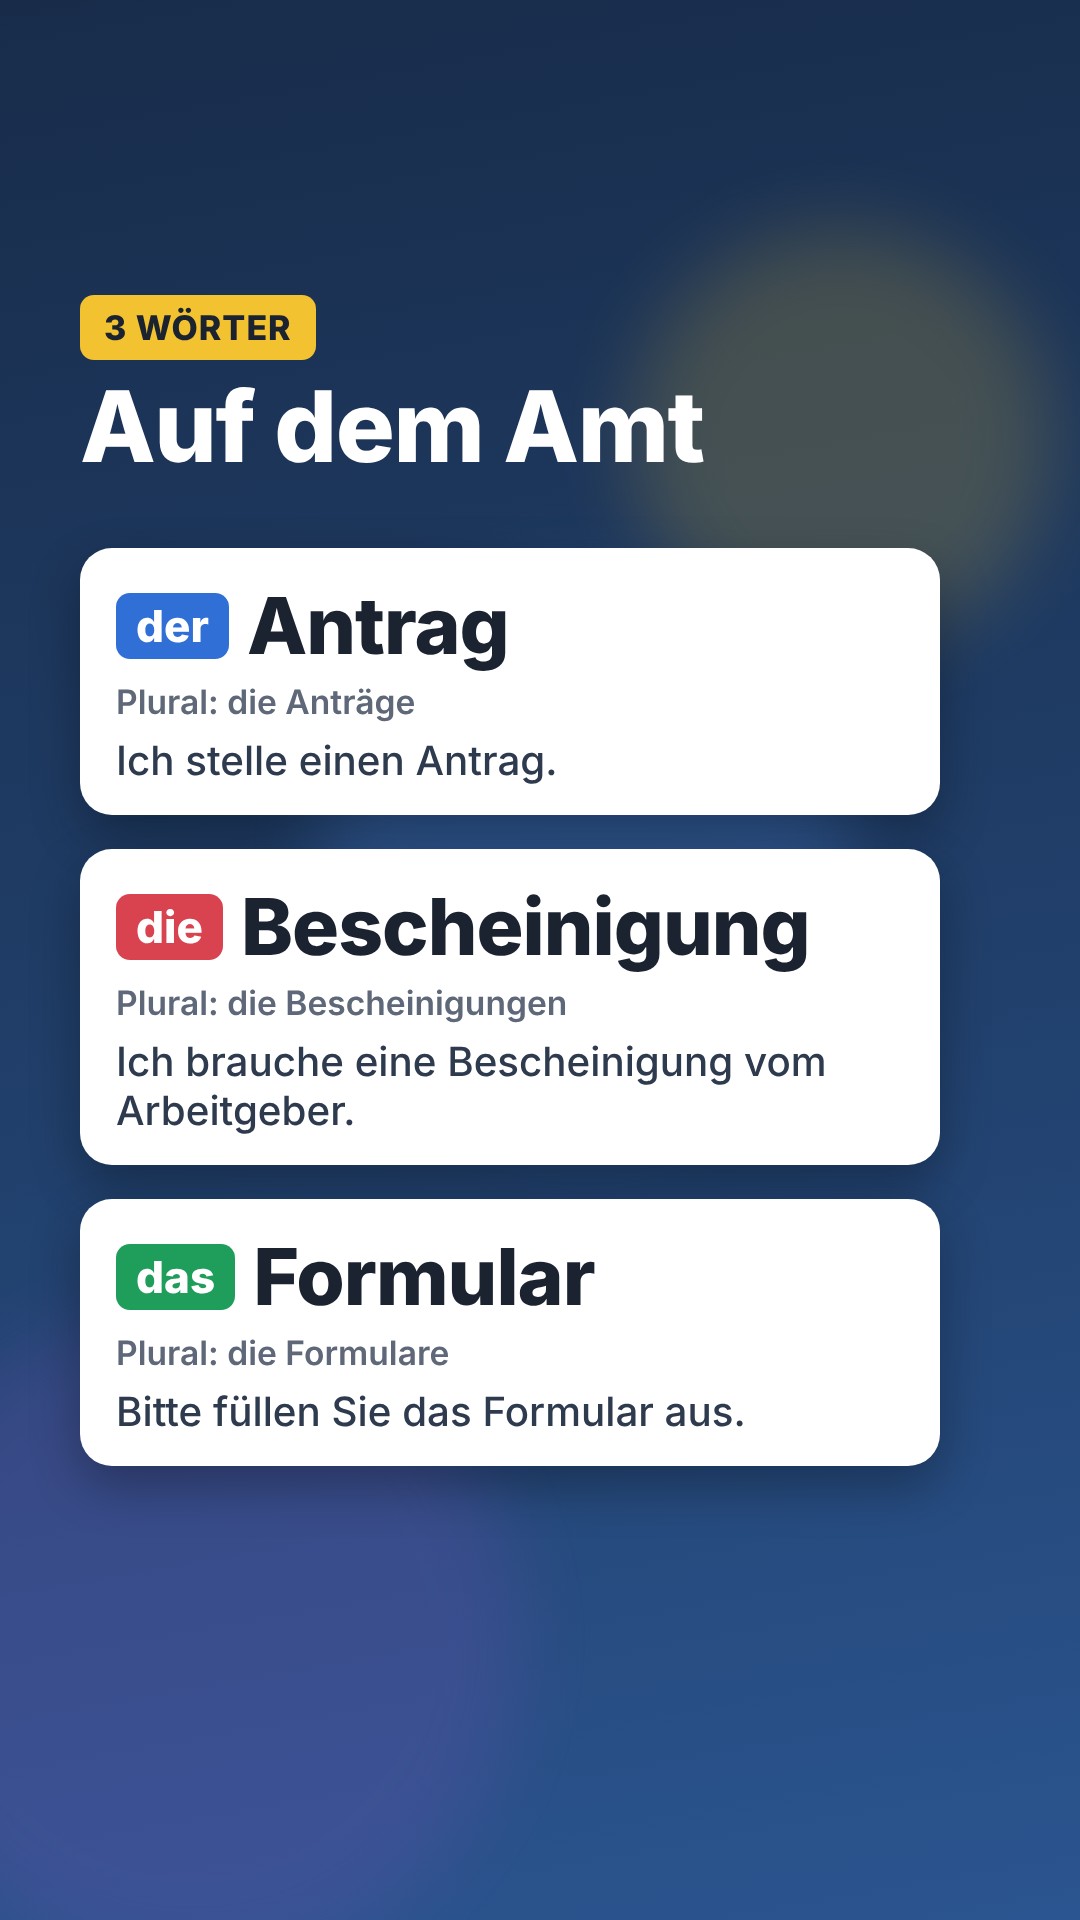 3 WÖRTER
Auf dem Amt
der Antrag
Plural: die Anträge
Ich stelle einen Antrag.
die Bescheinigung
Plural: die Bescheinigungen
Ich brauche eine Bescheinigung vom
Arbeitgeber.
das Formular
Plural: die Formulare
Bitte füllen Sie das Formular aus.